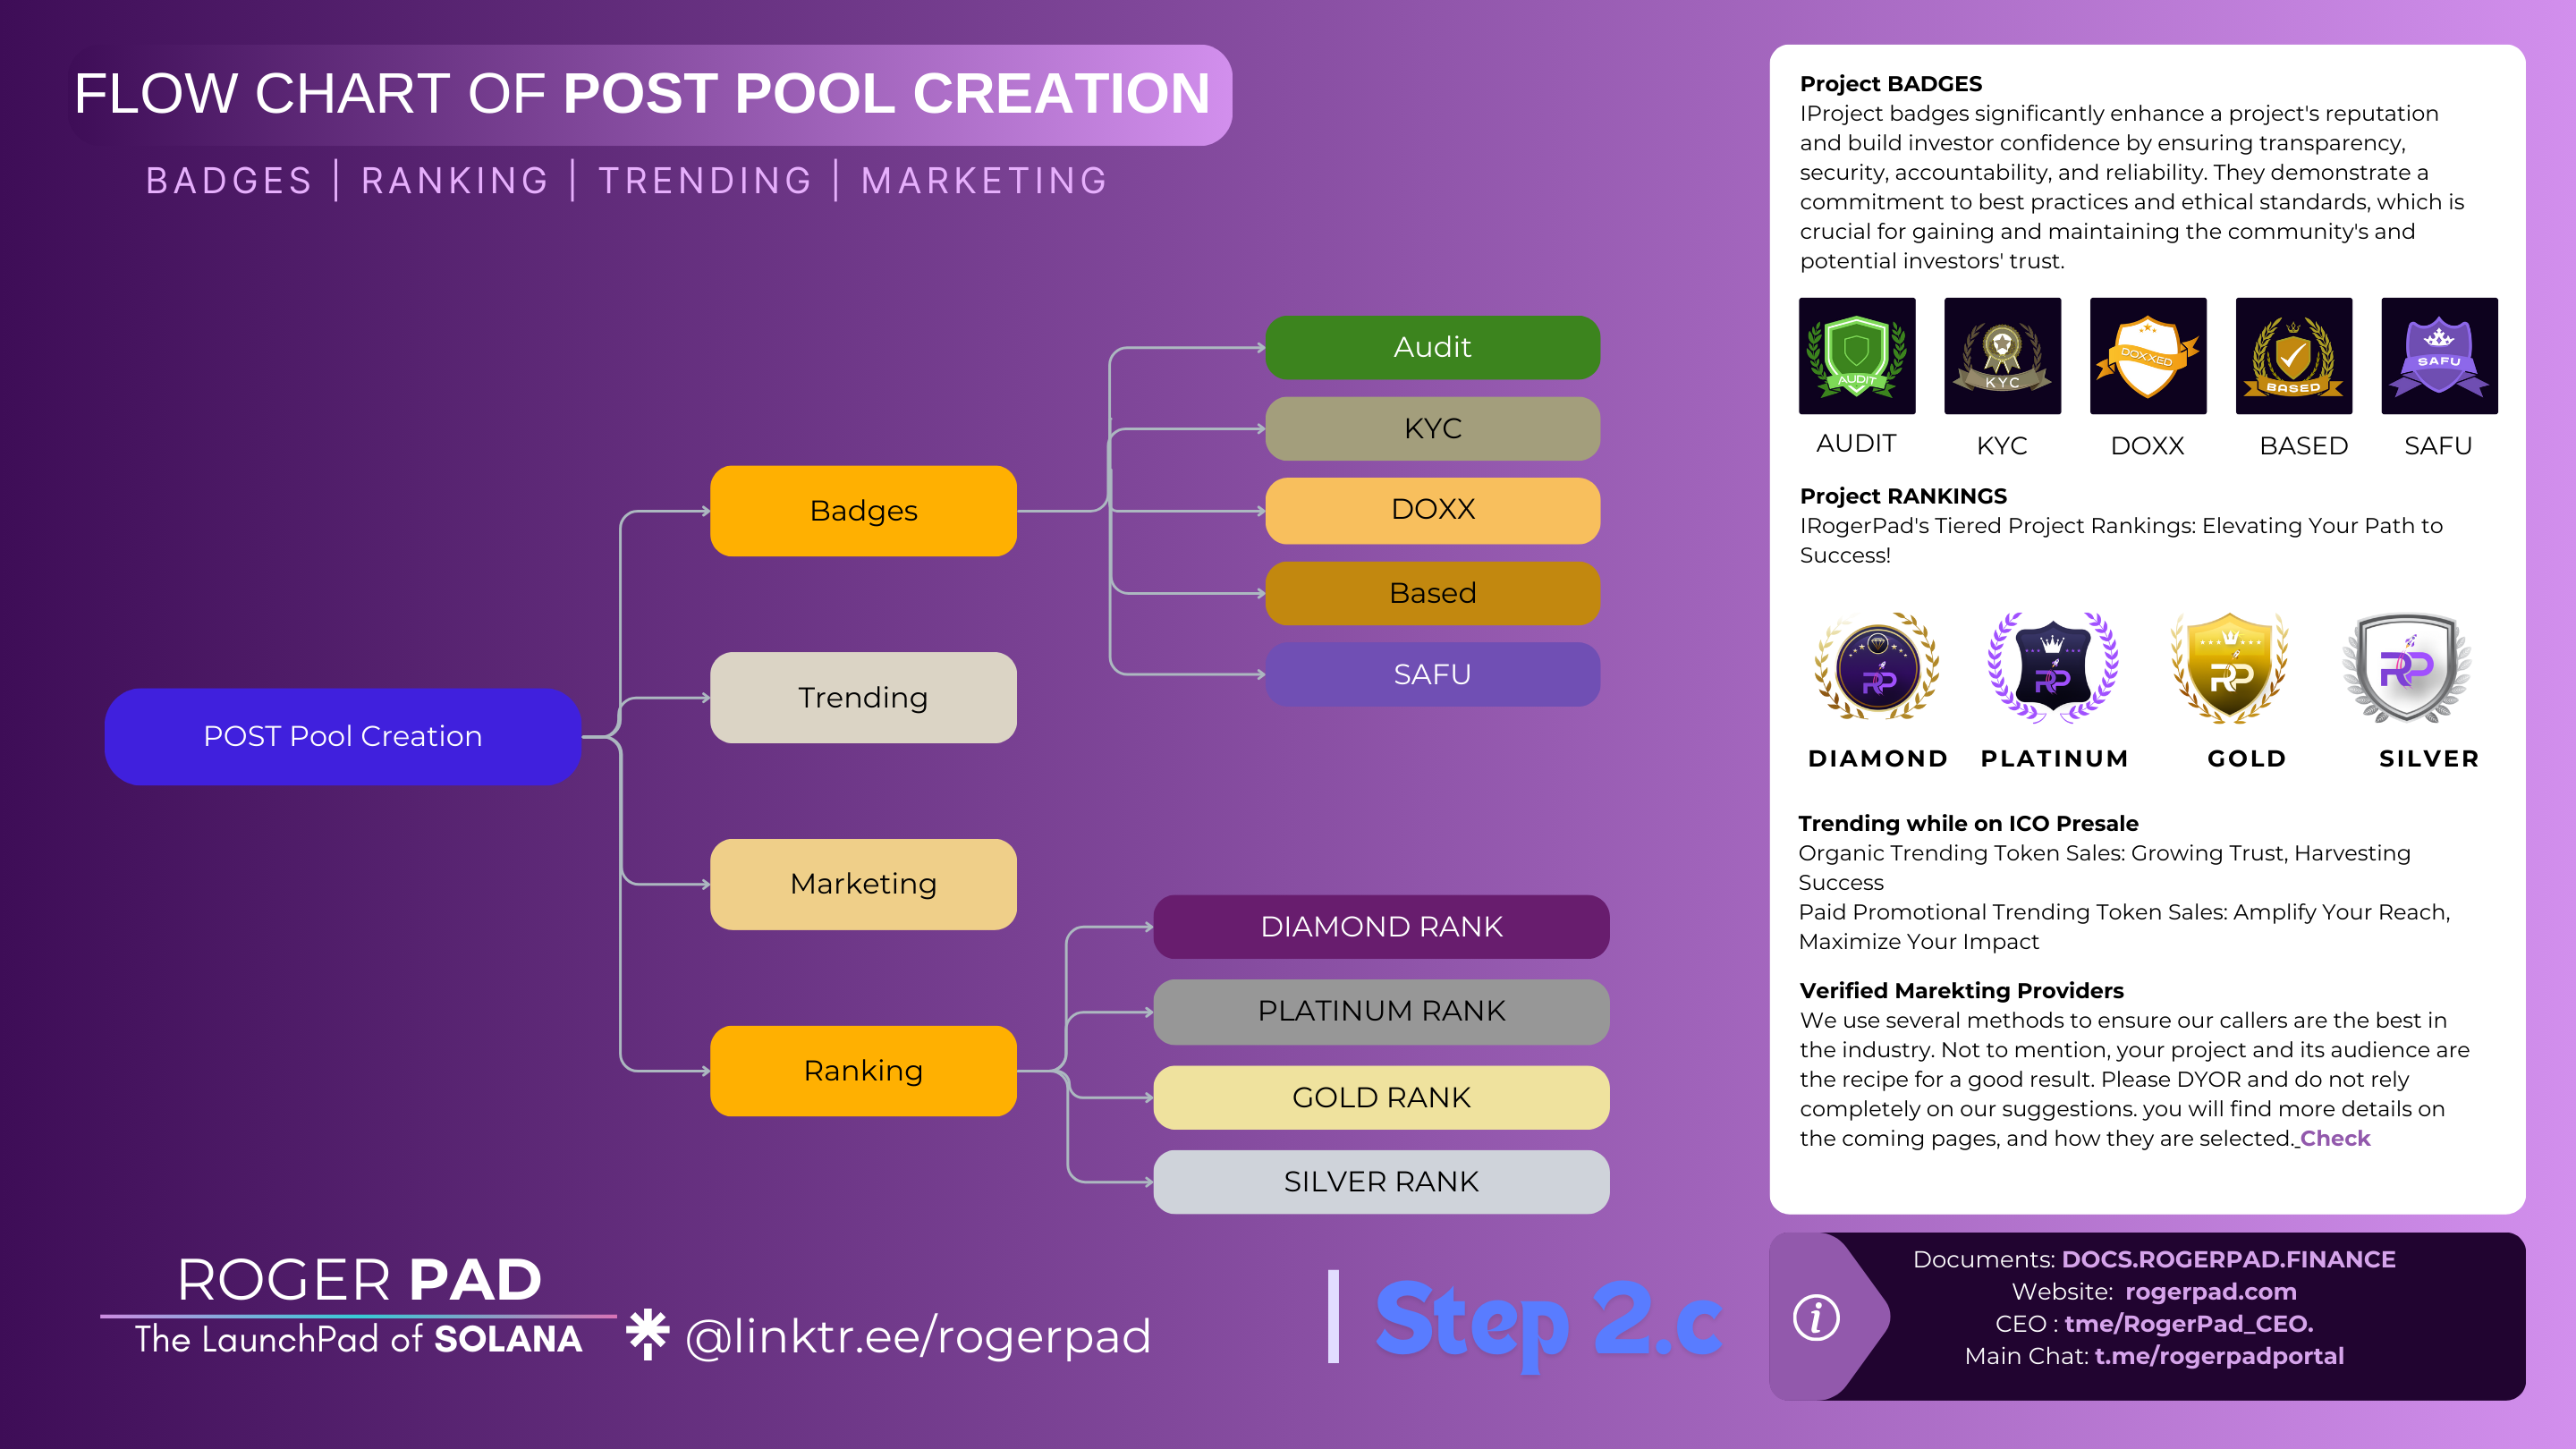 FLOW CHART OF POST POOL CREATION
BADGES | RANKING | TRENDING | MARKETING
POST Pool Creation
Badges
Trending
Marketing
Ranking
Audit
KYC
DOXX
Based
SAFU
DIAMOND RANK
PLATINUM RANK
GOLD RANK
SILVER RANK
ROGER PAD
The LaunchPad of SOLANA
@linktr.ee/rogerpad
Step 2.c
Project BADGES
IProject badges significantly enhance a project's reputation
and build investor confidence by ensuring transparency,
security, accountability, and reliability. They demonstrate a
commitment to best practices and ethical standards, which is
crucial for gaining and maintaining the community's and
potential investors' trust.
AUDIT
KYC
DOXXED
BASED
SAFU
AUDIT KYC DOXX BASED SAFU
Project RANKINGS
IRogerPad's Tiered Project Rankings: Elevating Your Path to
Success!
RP
RP
RP
RP
DIAMOND PLATINUM GOLD SILVER
Trending while on ICO Presale
Organic Trending Token Sales: Growing Trust, Harvesting
Success
Paid Promotional Trending Token Sales: Amplify Your Reach,
Maximize Your Impact
Verified Marekting Providers
We use several methods to ensure our callers are the best in
the industry. Not to mention, your project and its audience are
the recipe for a good result. Please DYOR and do not rely
completely on our suggestions. you will find more details on
the coming pages, and how they are selected. Check
i
Documents: DOCS.ROGERPAD.FINANCE
Website: rogerpad.com
CEO : tme/RogerPad_CEO.
Main Chat: t.me/rogerpadportal